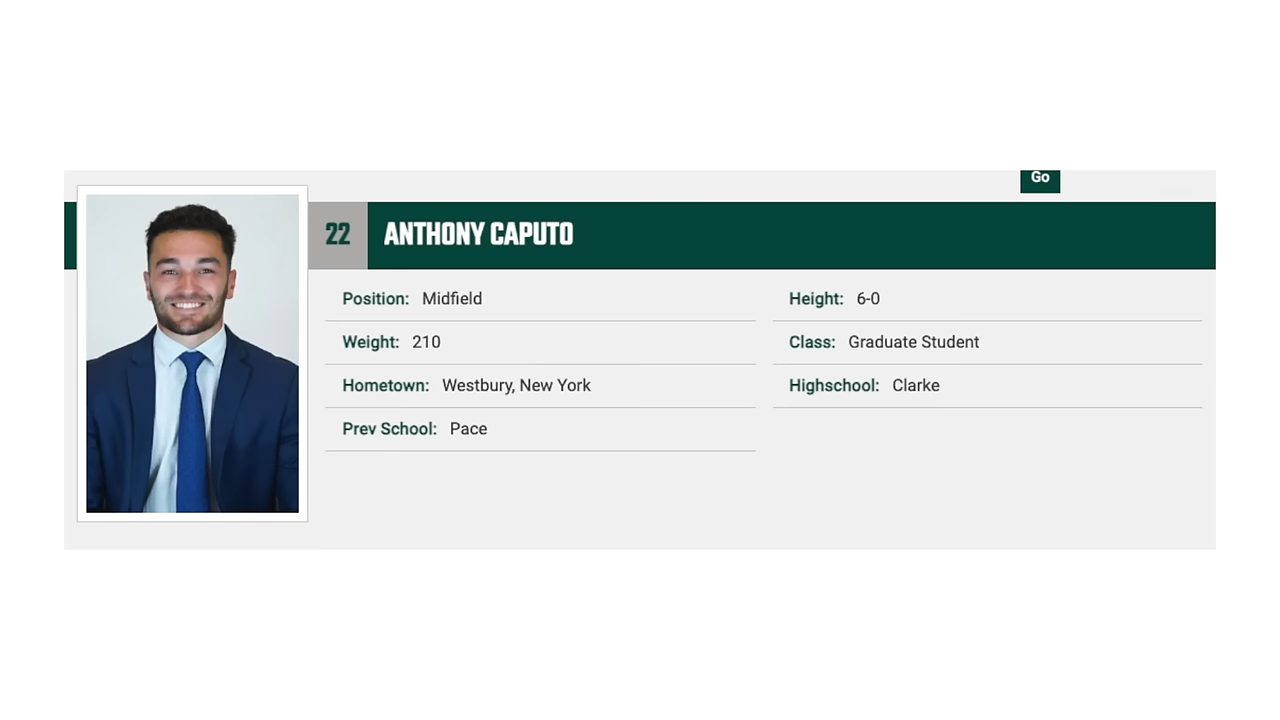 Go
22 ANTHONY CAPUTO
Position: Midfield Height: 6-0
Weight: 210 Class: Graduate Student
Hometown: Westbury, New York Highschool: Clarke
Prev School: Pace